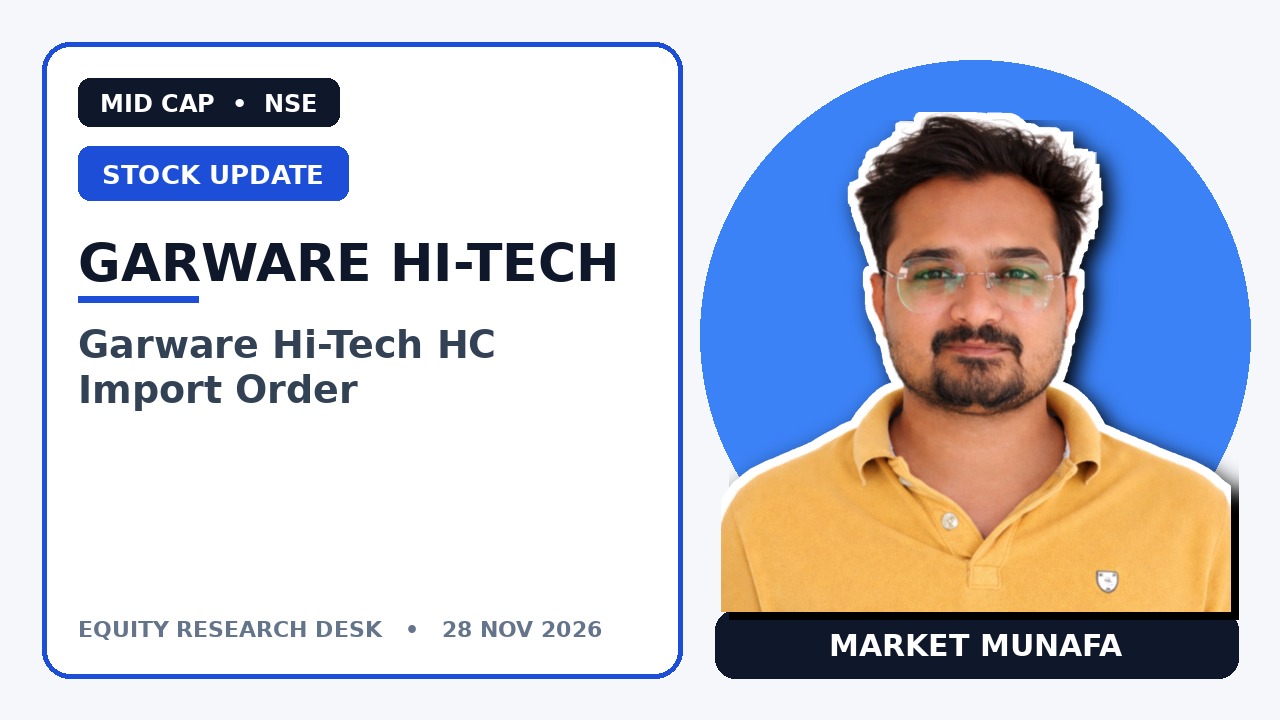 MID CAP • NSE
STOCK UPDATE
GARWARE HI-TECH
Garware Hi-Tech HC
Import Order
EQUITY RESEARCH DESK • 28 NOV 2026
MARKET MUNAFA